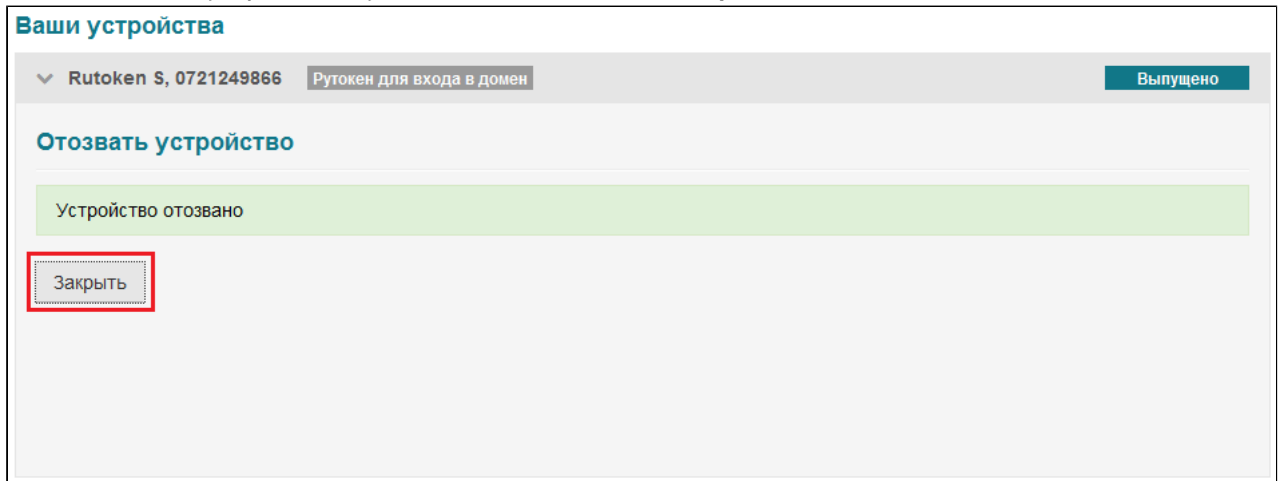 Ваши устройства
Rutoken S, 0721249866 Рутокен для входа в домен Выпущено
Отозвать устройство
Устройство отозвано
Закрыть